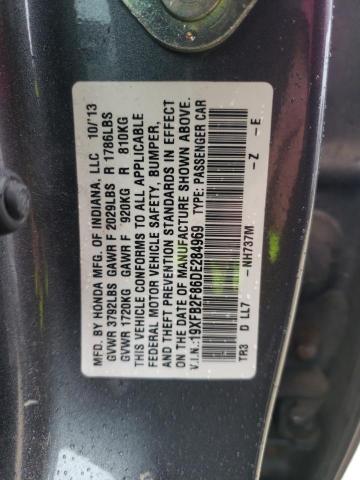 MFD. BY HONDA MFG. OF INDIANA, LLC 10/'13
GVWR 3792LBS GAWR F 2029LBS R 1786LBS
GVWR 1720KG GAWR F 920KG R 810KG
THIS VEHICLE CONFORMS TO ALL APPLICABLE
FEDERAL MOTOR VEHICLE SAFETY, BUMPER,
AND THEFT PREVENTION STANDARDS IN EFFECT
ON THE DATE OF MANUFACTURE SHOWN ABOVE.
V.I.N.:19XFB2F86DE284969 TYPE: PASSENGER CAR
NH737M - Z - E
TR3 D LL7